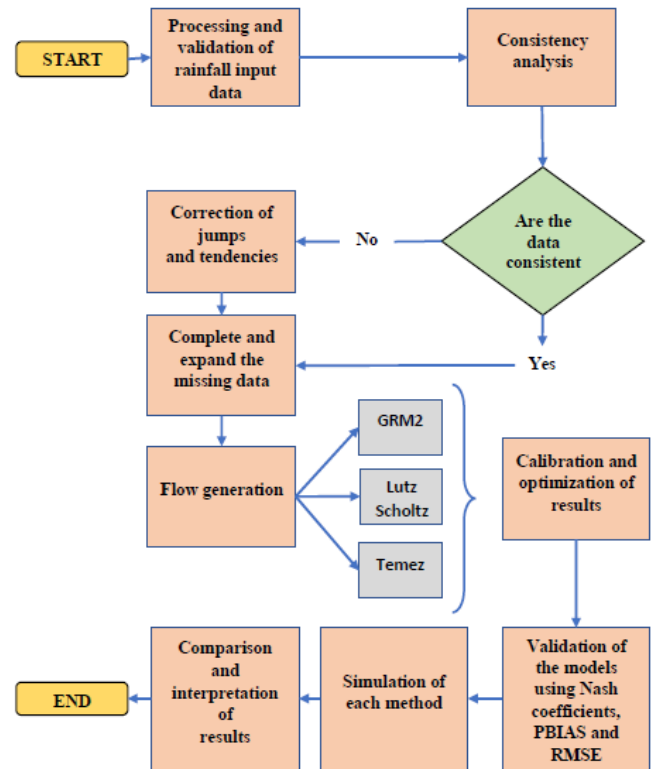 START
Processing and
validation of
rainfall input
data
Consistency
analysis
Are the
data
consistent
No
Correction of
jumps
and tendencies
Yes
Complete and
expand the
missing data
Flow generation
GRM2
Lutz
Scholtz
Temez
Calibration and
optimization of
results
Validation of
the models
using Nash
coefficients,
PBIAS and
RMSE
Simulation of
each method
Comparison
and
interpretation
of
results
END